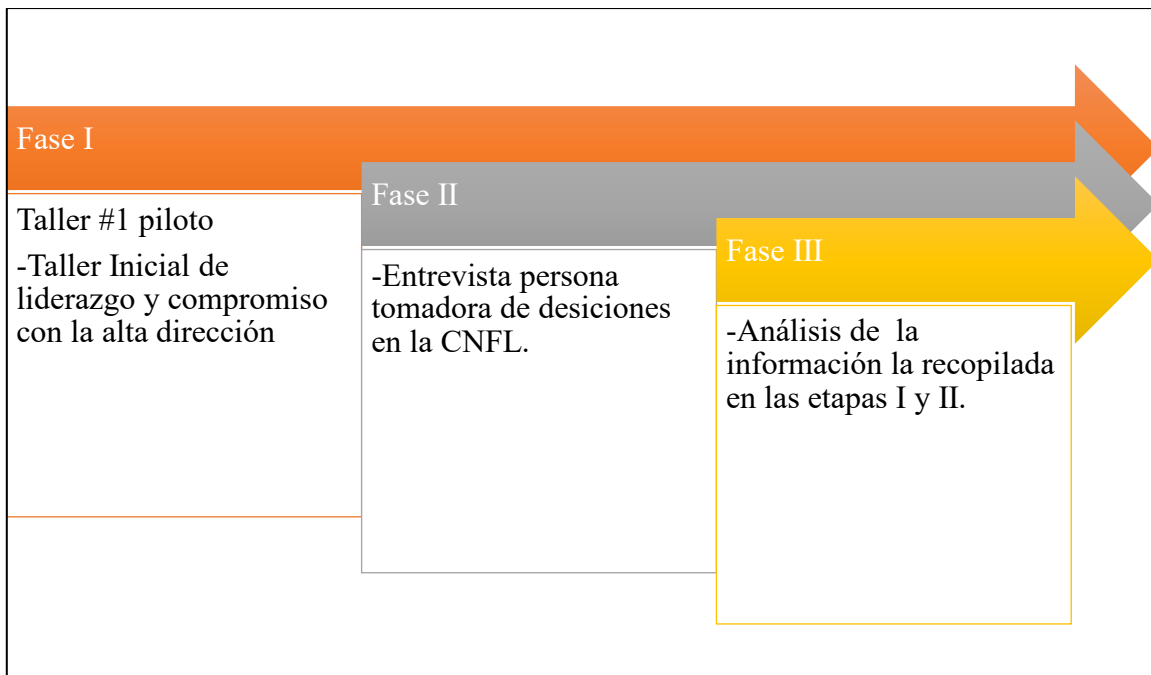 Fase I
Taller #1 piloto
-Taller Inicial de
liderazgo y compromiso
con la alta dirección
Fase II
-Entrevista persona
tomadora de desiciones
en la CNFL.
Fase III
-Análisis de  la
información la recopilada
en las etapas I y II.